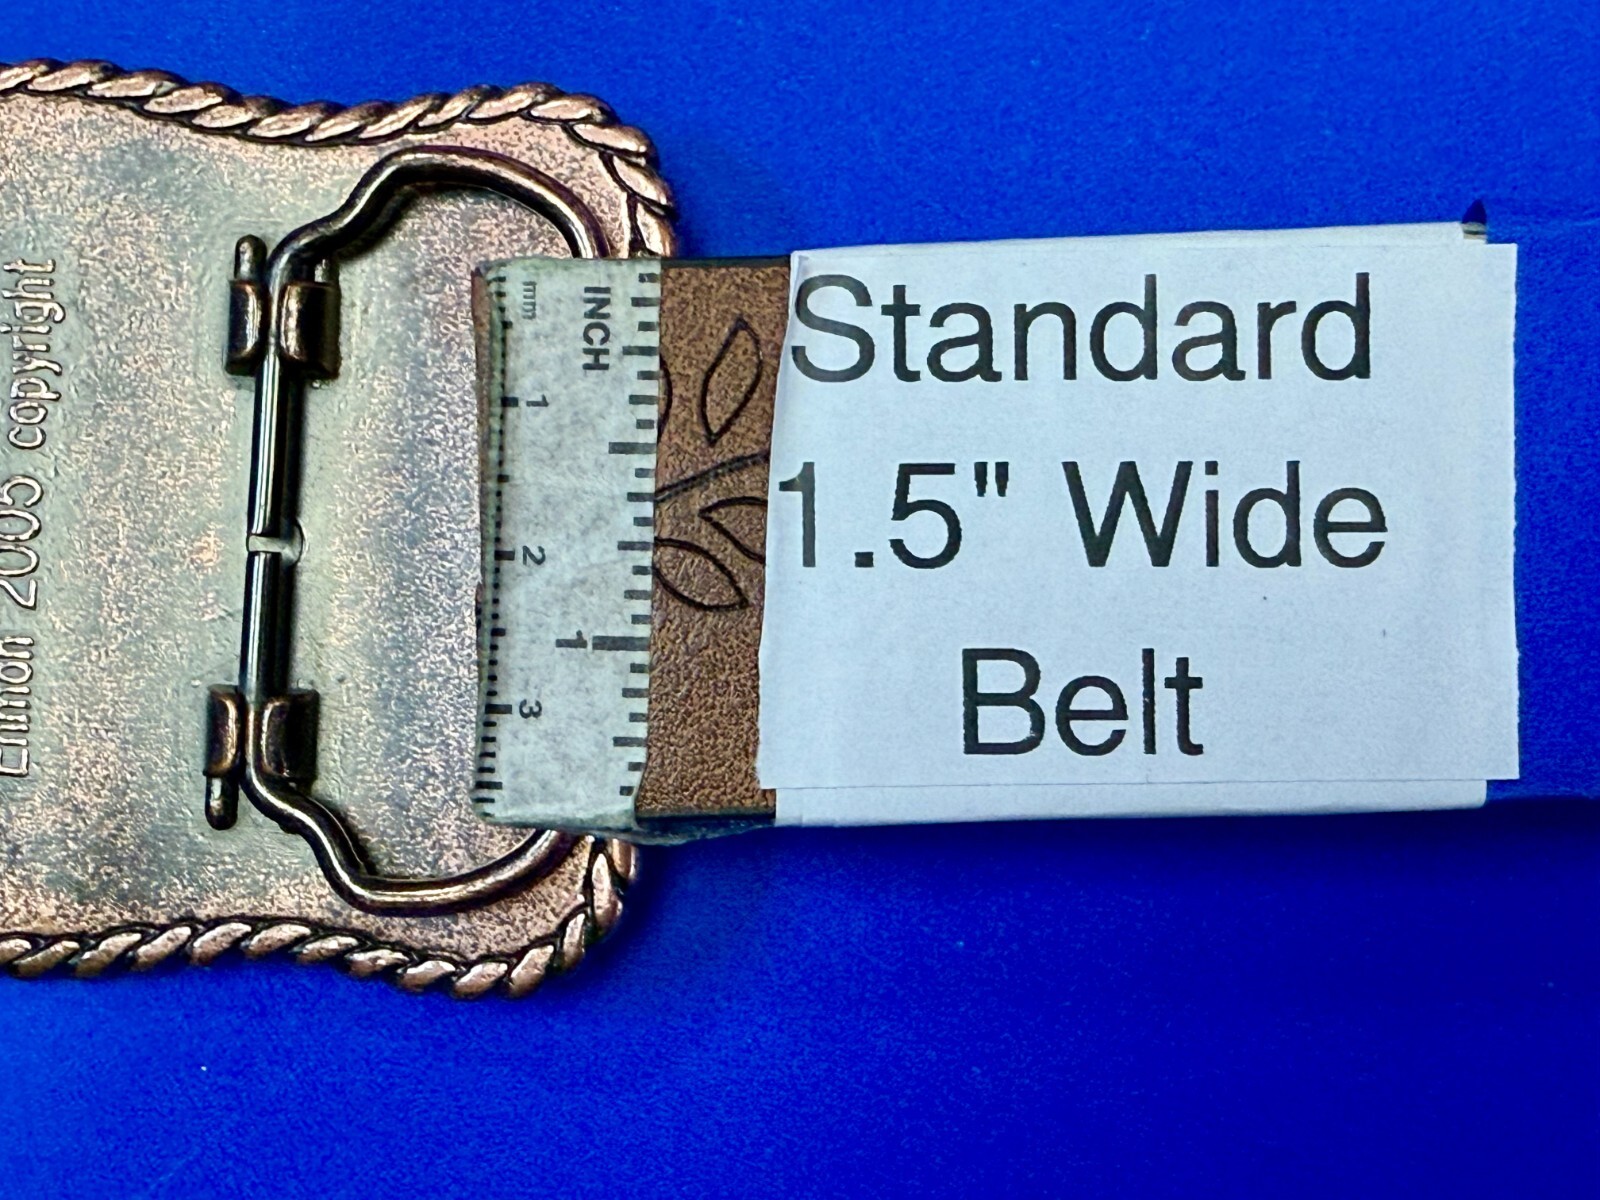 2005 copyright
mm
INCH
1
2
1
3
Standard
1.5" Wide
Belt